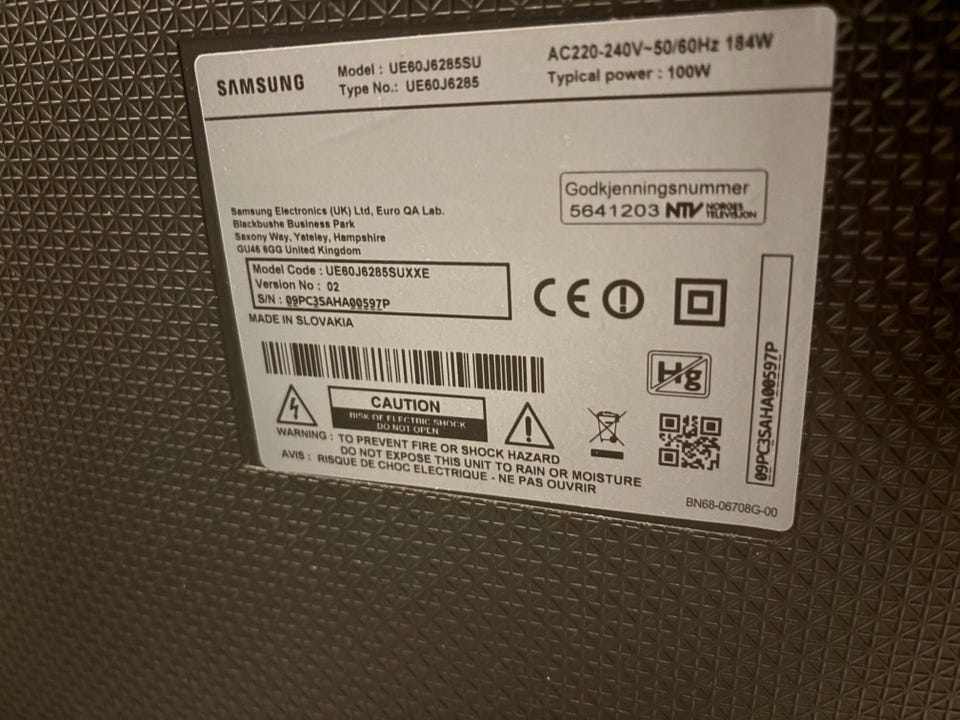 SAMSUNG
Model : UE60J6285SU
Type No.: UE60J6285
AC220-240V~50/60Hz 184W
Typical power : 100W
Godkjenningsnummer
5641203 NTV NORGES TELEVISJON
Samsung Electronics (UK) Ltd, Euro QA Lab.
Blackbushe Business Park
Saxony Way, Yateley, Hampshire
GU46 6GG United Kingdom
Model Code : UE60J6285SUXXE
Version No : 02
S/N : 09PC3SAHA00597P
MADE IN SLOVAKIA
CE
Hg
09PC3SAHA00597P
CAUTION
RISK OF ELECTRIC SHOCK
DO NOT OPEN
WARNING : TO PREVENT FIRE OR SHOCK HAZARD
DO NOT EXPOSE THIS UNIT TO RAIN OR MOISTURE
AVIS : RISQUE DE CHOC ELECTRIQUE - NE PAS OUVRIR
BN68-06708G-00